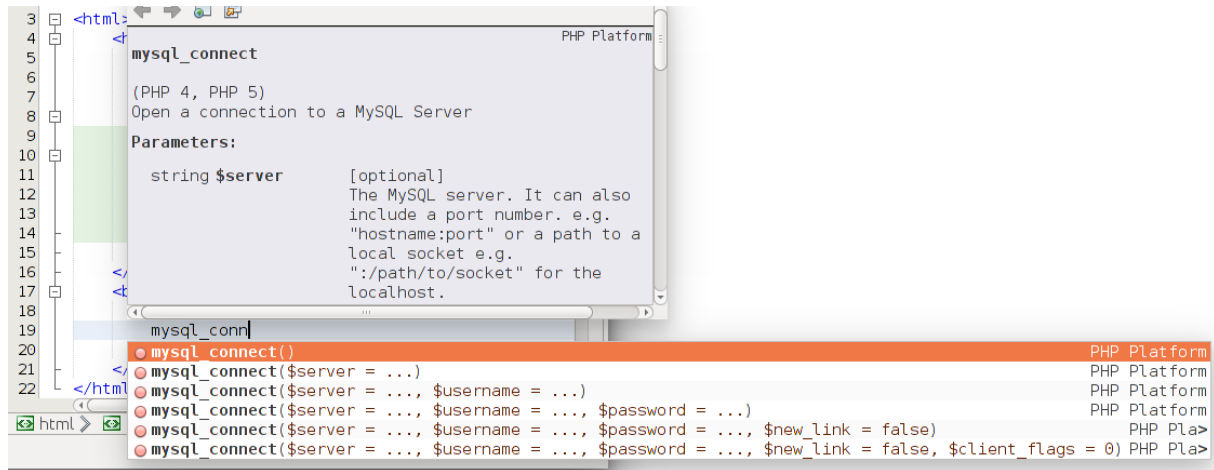 3 <html>
4 <h
PHP Platform
5
mysql_connect
6
7
(PHP 4, PHP 5)
8
Open a connection to a MySQL Server
9
Parameters:
10
11
string $server [optional]
12
The MySQL server. It can also
13
include a port number. e.g.
14
"hostname:port" or a path to a
15
local socket e.g.
16 </
":/path/to/socket" for the
17 <b
localhost.
18
19 mysql_conn
20
mysql_connect() PHP Platform
21 </
mysql_connect($server = ...) PHP Platform
22 </html
mysql_connect($server = ..., $username = ...) PHP Platform
mysql_connect($server = ..., $username = ..., $password = ...) PHP Platform
html
mysql_connect($server = ..., $username = ..., $password = ..., $new_link = false) PHP Pla>
mysql_connect($server = ..., $username = ..., $password = ..., $new_link = false, $client_flags = 0) PHP Pla>